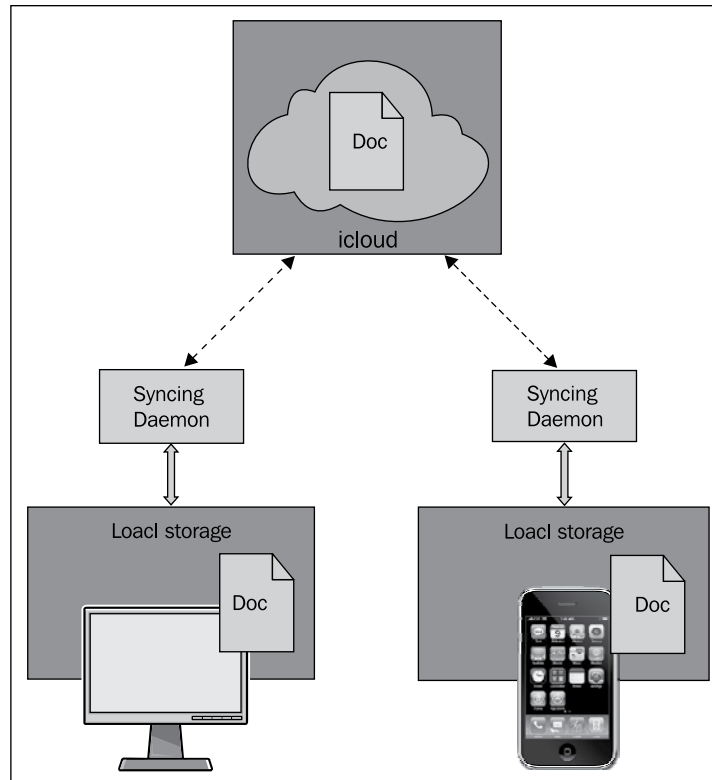 Doc
icloud
Syncing
Daemon
Syncing
Daemon
Loacl storage
Doc
Loacl storage
Doc